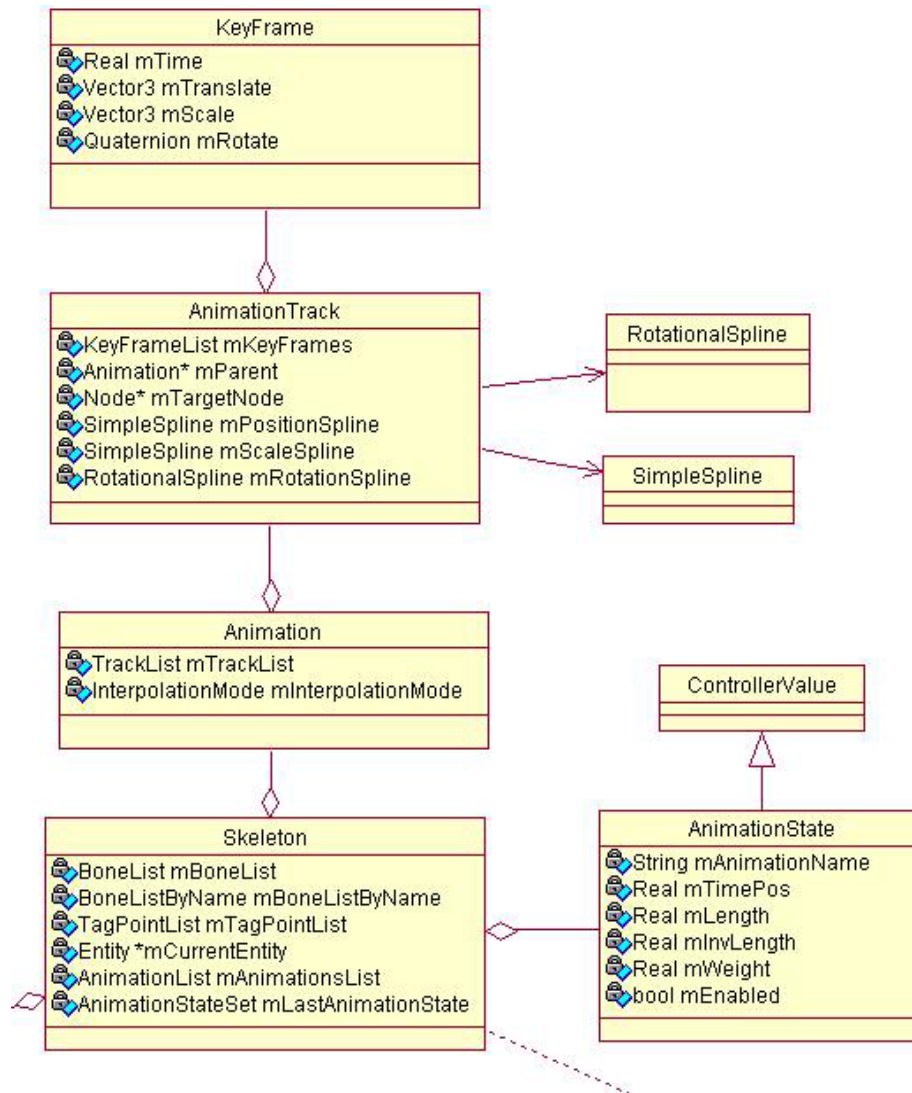 KeyFrame
Real mTime
Vector3 mTranslate
Vector3 mScale
Quaternion mRotate
AnimationTrack
KeyFrameList mKeyFrames
Animation* mParent
Node* mTargetNode
SimpleSpline mPositionSpline
SimpleSpline mScaleSpline
RotationalSpline mRotationSpline
RotationalSpline
SimpleSpline
Animation
TrackList mTrackList
InterpolationMode mInterpolationMode
ControllerValue
Skeleton
BoneList mBoneList
BoneListByName mBoneListByName
TagPointList mTagPointList
Entity *mCurrentEntity
AnimationList mAnimationsList
AnimationStateSet mLastAnimationState
AnimationState
String mAnimationName
Real mTimePos
Real mLength
Real mInvLength
Real mWeight
bool mEnabled